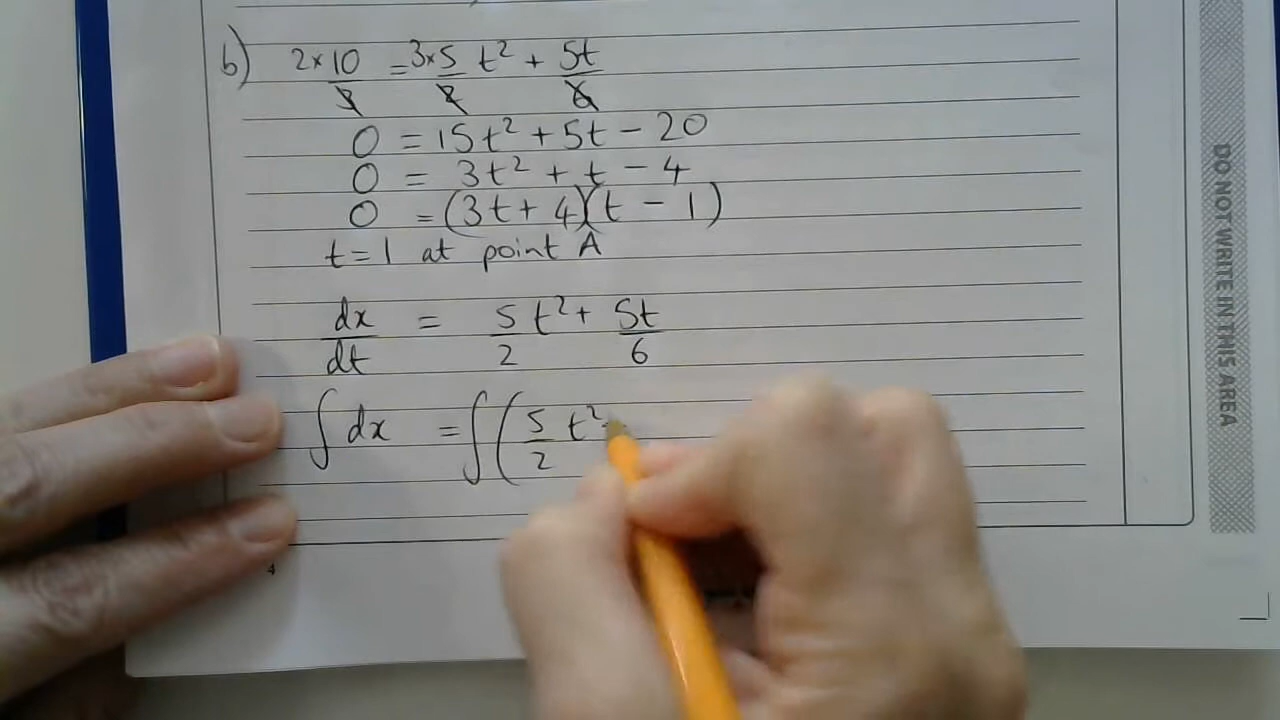 b) 2 × 10/3 = 3 × 5/2 t² + 5t/6
0 = 15t² + 5t - 20
0 = 3t² + t - 4
0 = (3t + 4)(t - 1)
t = 1 at point A
dx/dt = 5/2 t² + 5t/6
∫ dx = ∫ ( 5/2 t²
4
DO NOT WRITE IN THIS AREA